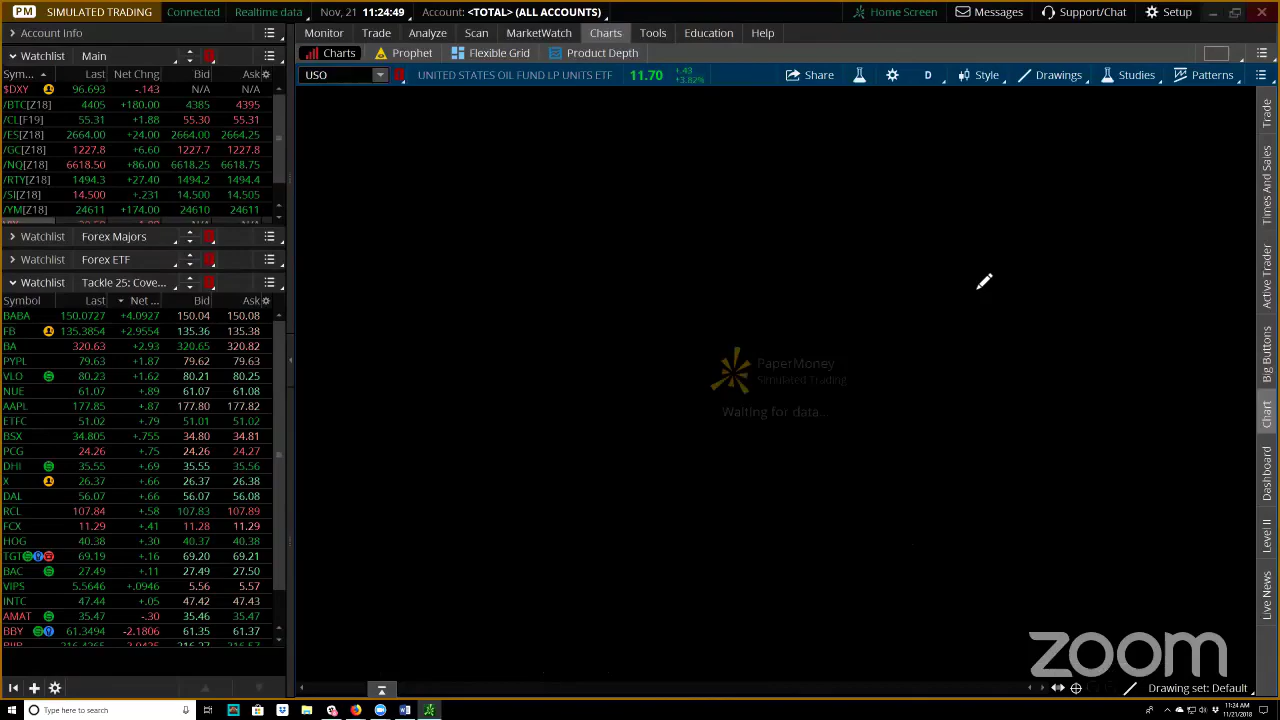 PM SIMULATED TRADING Connected Realtime data Nov, 21 11:24:49 Account: <TOTAL> (ALL ACCOUNTS) Home Screen Messages Support/Chat Setup
Account Info
Monitor Trade Analyze Scan MarketWatch Charts Tools Education Help
Watchlist Main
Charts Prophet Flexible Grid Product Depth
Sym... Last Net Chng Bid Ask
USO UNITED STATES OIL FUND LP UNITS ETF 11.70 +.43 +3.82% Share D Style Drawings Studies Patterns
$DXY 96.693 -.143 N/A N/A
/BTC[Z18] 4405 +180.00 4385 4395
/CL[F19] 55.31 +1.88 55.30 55.31
/ES[Z18] 2664.00 +24.00 2664.00 2664.25
/GC[Z18] 1227.8 +6.60 1227.7 1227.8
/NQ[Z18] 6618.50 +86.00 6618.25 6618.75
/RTY[Z18] 1494.3 +27.40 1494.2 1494.4
/SI[Z18] 14.500 +.231 14.500 14.505
/YM[Z18] 24611 +174.00 24610 24611
Watchlist Forex Majors
Watchlist Forex ETF
Watchlist Tackle 25: Cove...
Symbol Last Net ... Bid Ask
BABA 150.0727 +4.0927 150.04 150.08
FB 135.3854 +2.9554 135.36 135.38
BA 320.63 +2.93 320.65 320.82
PYPL 79.63 +1.87 79.62 79.63
VLO 80.23 +1.62 80.21 80.25
NUE 61.07 +.89 61.07 61.08
AAPL 177.85 +.87 177.80 177.82
ETFC 51.02 +.79 51.01 51.02
BSX 34.805 +.755 34.80 34.81
PCG 24.26 +.75 24.26 24.27
DHI 35.55 +.69 35.55 35.56
X 26.37 +.66 26.37 26.38
DAL 56.07 +.66 56.07 56.08
RCL 107.84 +.58 107.83 107.89
FCX 11.29 +.41 11.28 11.29
HOG 40.38 +.30 40.37 40.38
TGT 69.19 +.16 69.20 69.21
BAC 27.49 +.11 27.49 27.50
VIPS 5.5646 +.0946 5.56 5.57
INTC 47.44 +.05 47.42 47.43
AMAT 35.47 -.30 35.46 35.47
BBY 61.3494 -2.1806 61.35 61.37
PaperMoney
Simulated Trading
Waiting for data...
Trade
Times And Sales
Active Trader
Big Buttons
Chart
Dashboard
Level II
Live News
zoom
Drawing set: Default
Type here to search
11:24 AM
11/21/2018